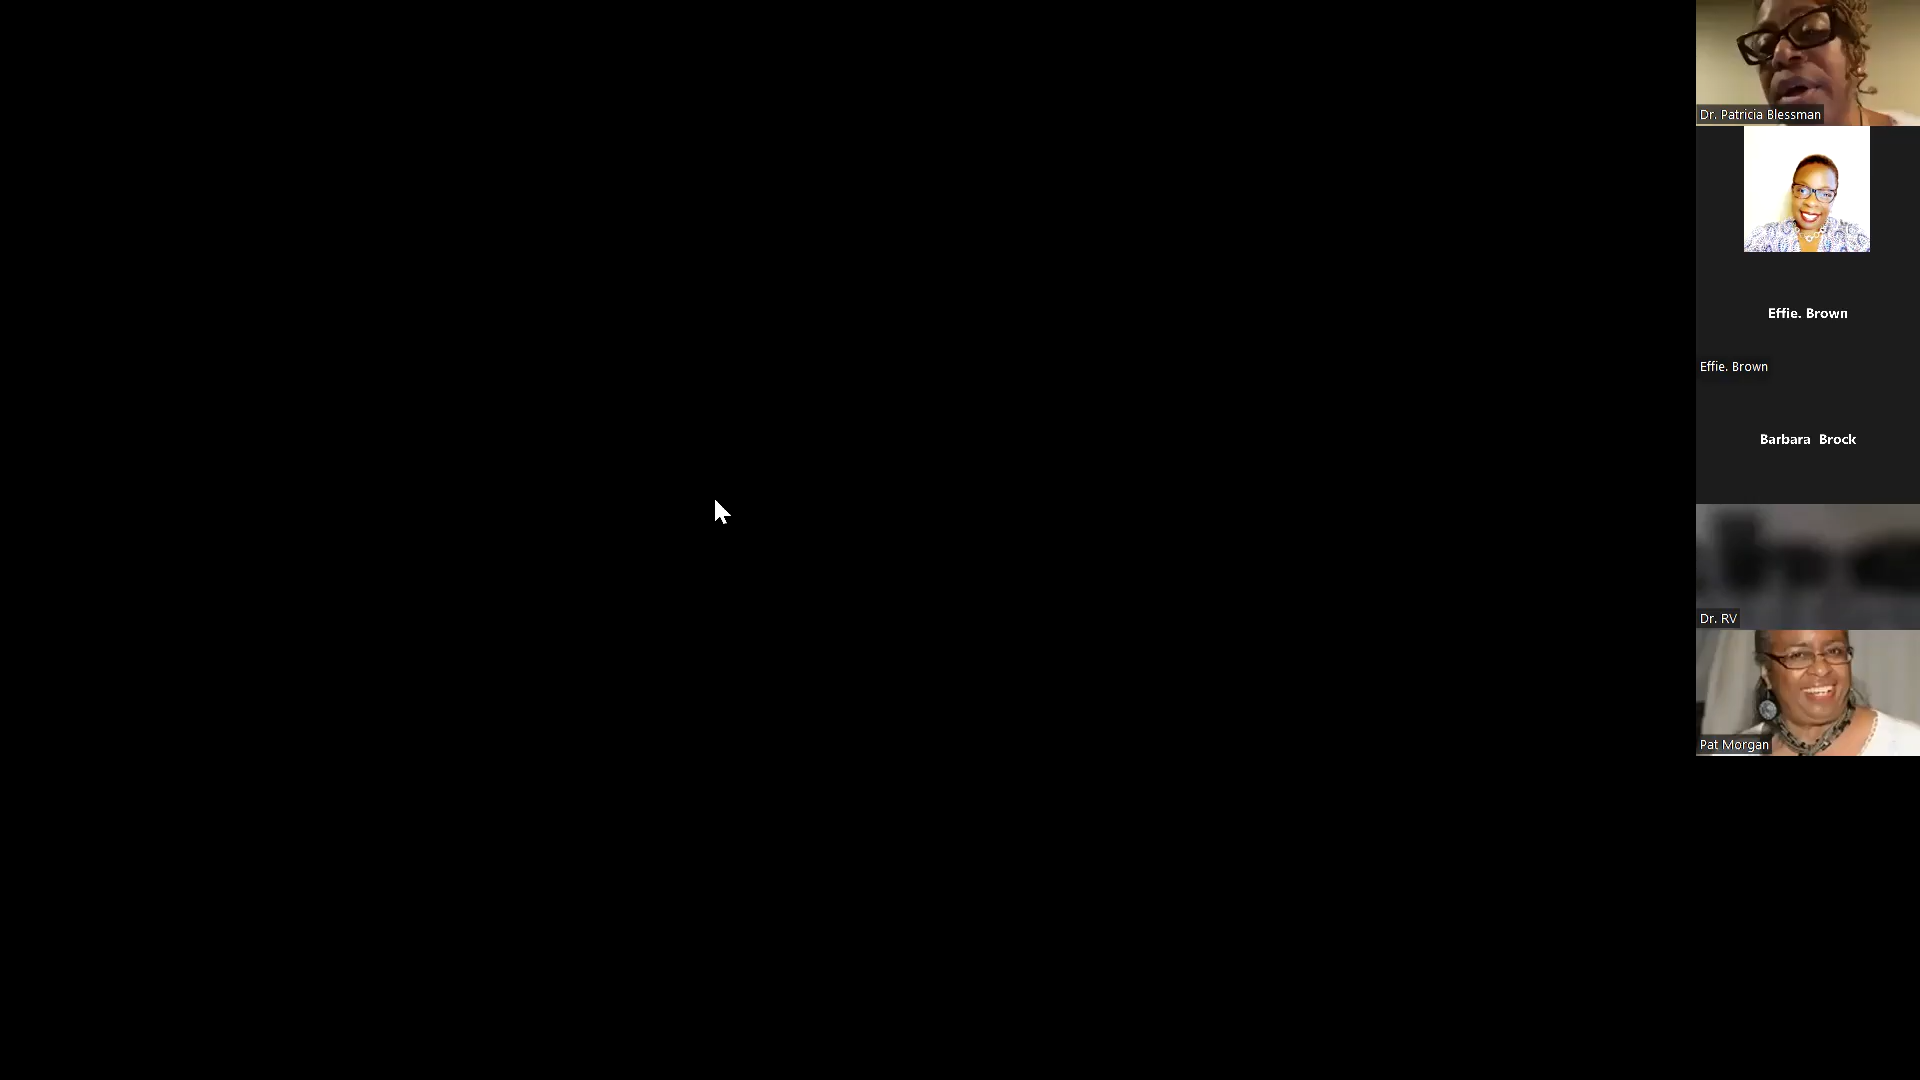 Dr. Patricia Blessman
Effie. Brown
Effie. Brown
Barbara  Brock
Dr. RV
Pat Morgan